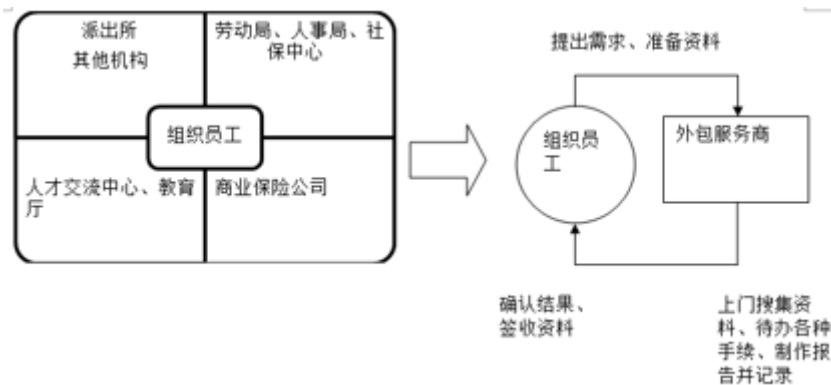 派出所
其他机构
劳动局、人事局、社
保中心
组织员工
人才交流中心、教育
厅
商业保险公司
提出需求、准备资料
组织员
工
外包服务商
确认结果、
签收资料
上门搜集资
料、待办各种
手续、制作报
告并记录